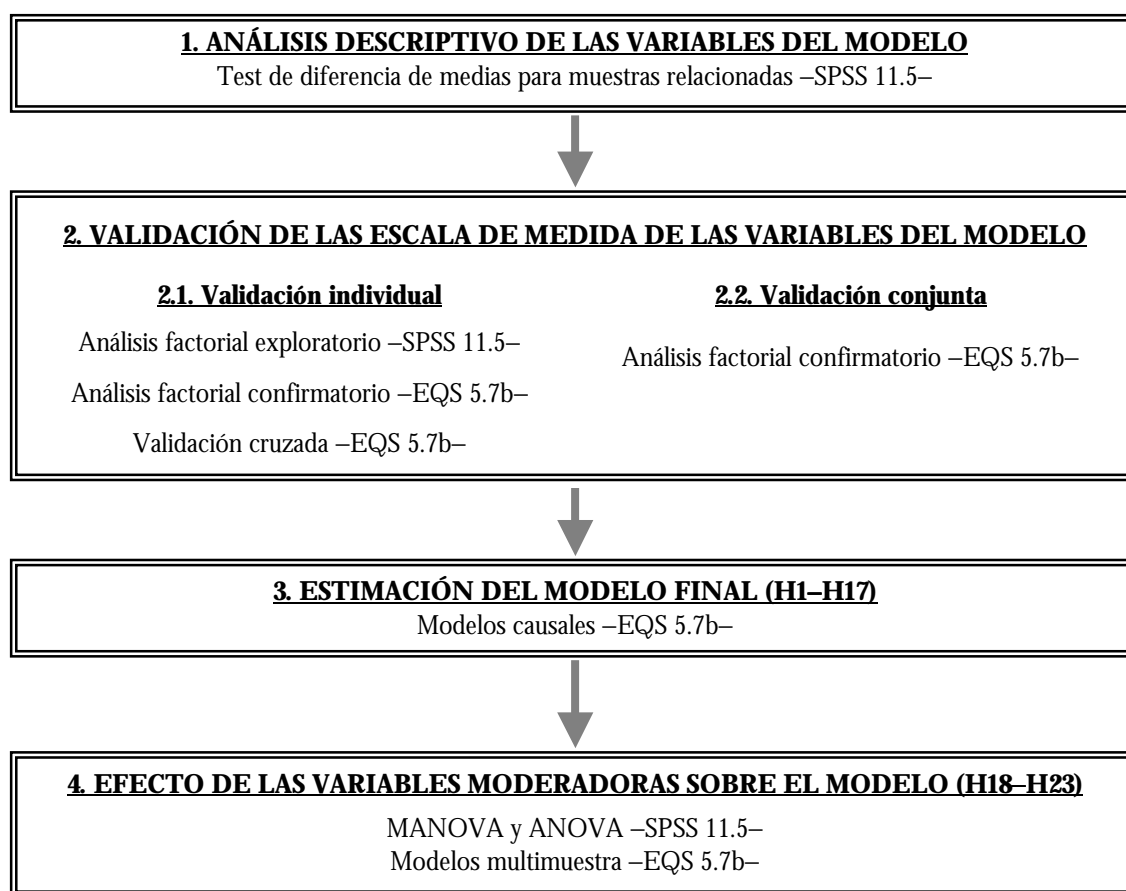 1. ANÁLISIS DESCRIPTIVO DE LAS VARIABLES DEL MODELO
Test de diferencia de medias para muestras relacionadas –SPSS 11.5–
2. VALIDACIÓN DE LAS ESCALA DE MEDIDA DE LAS VARIABLES DEL MODELO
2.1. Validación individual
Análisis factorial exploratorio –SPSS 11.5–
Análisis factorial confirmatorio –EQS 5.7b–
Validación cruzada –EQS 5.7b–
2.2. Validación conjunta
Análisis factorial confirmatorio –EQS 5.7b–
3. ESTIMACIÓN DEL MODELO FINAL (H1–H17)
Modelos causales –EQS 5.7b–
4. EFECTO DE LAS VARIABLES MODERADORAS SOBRE EL MODELO (H18–H23)
MANOVA y ANOVA –SPSS 11.5–
Modelos multimuestra –EQS 5.7b–